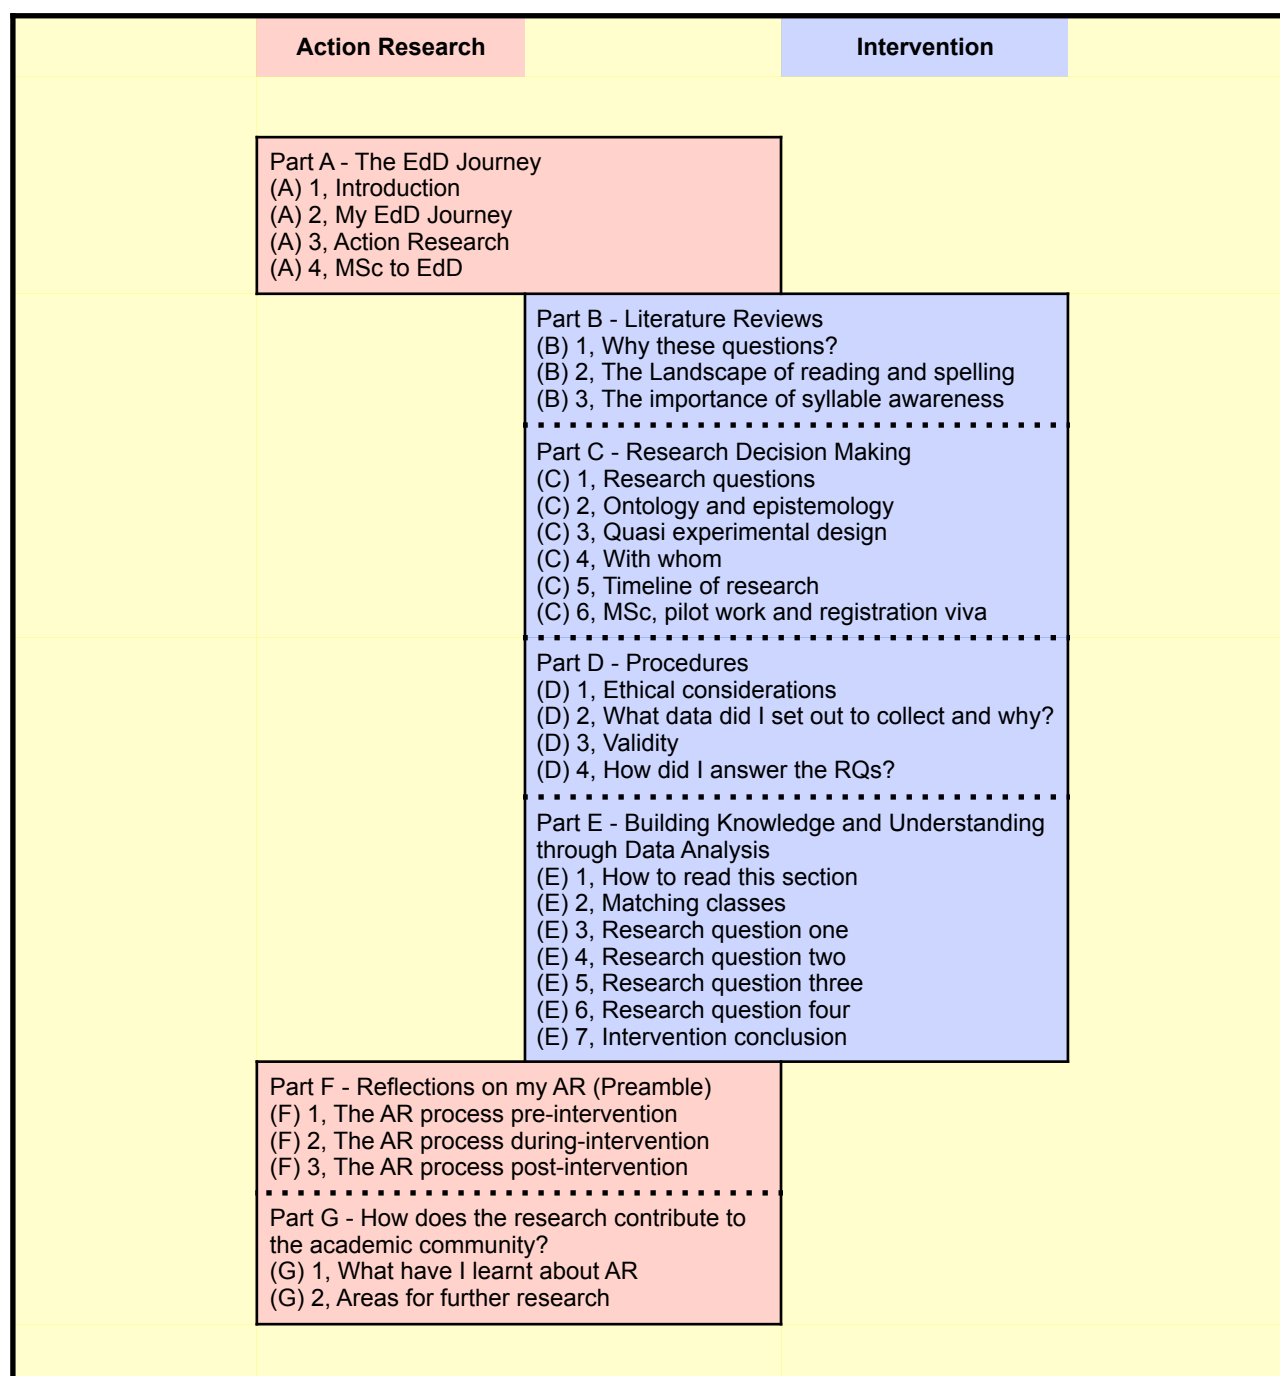 Action Research
Intervention
Part A - The EdD Journey
(A) 1, Introduction
(A) 2, My EdD Journey
(A) 3, Action Research
(A) 4, MSc to EdD
Part B - Literature Reviews
(B) 1, Why these questions?
(B) 2, The Landscape of reading and spelling
(B) 3, The importance of syllable awareness
Part C - Research Decision Making
(C) 1, Research questions
(C) 2, Ontology and epistemology
(C) 3, Quasi experimental design
(C) 4, With whom
(C) 5, Timeline of research
(C) 6, MSc, pilot work and registration viva
Part D - Procedures
(D) 1, Ethical considerations
(D) 2, What data did I set out to collect and why?
(D) 3, Validity
(D) 4, How did I answer the RQs?
Part E - Building Knowledge and Understanding
through Data Analysis
(E) 1, How to read this section
(E) 2, Matching classes
(E) 3, Research question one
(E) 4, Research question two
(E) 5, Research question three
(E) 6, Research question four
(E) 7, Intervention conclusion
Part F - Reflections on my AR (Preamble)
(F) 1, The AR process pre-intervention
(F) 2, The AR process during-intervention
(F) 3, The AR process post-intervention
Part G - How does the research contribute to
the academic community?
(G) 1, What have I learnt about AR
(G) 2, Areas for further research